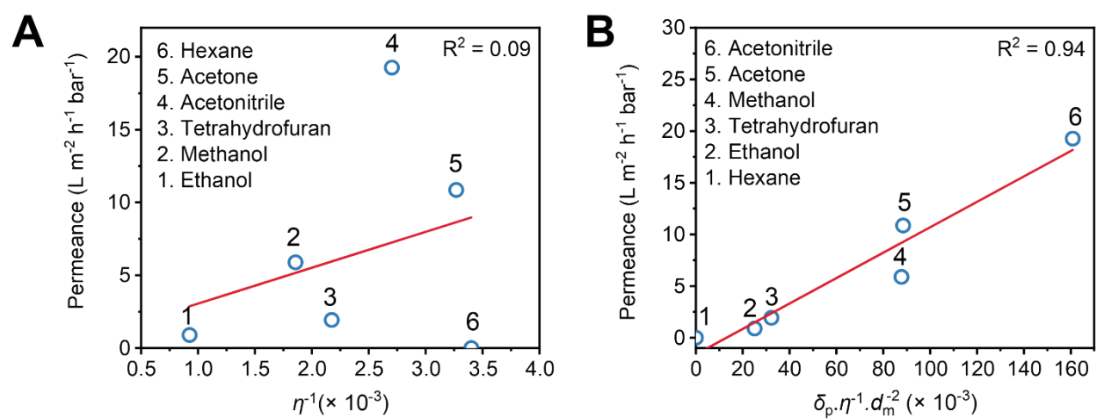 A
Permeance (L m⁻² h⁻¹ bar⁻¹)
20
15
10
5
0
6. Hexane
5. Acetone
4. Acetonitrile
3. Tetrahydrofuran
2. Methanol
1. Ethanol
R² = 0.09
4
5
2
3
1
6
0.5 1.0 1.5 2.0 2.5 3.0 3.5 4.0
η⁻¹(× 10⁻³)
B
Permeance (L m⁻² h⁻¹ bar⁻¹)
30
25
20
15
10
5
0
6. Acetonitrile
5. Acetone
4. Methanol
3. Tetrahydrofuran
2. Ethanol
1. Hexane
R² = 0.94
6
5
4
1
2
3
0 20 40 60 80 100 120 140 160
δₚ.η⁻¹.dₘ⁻² (× 10⁻³)